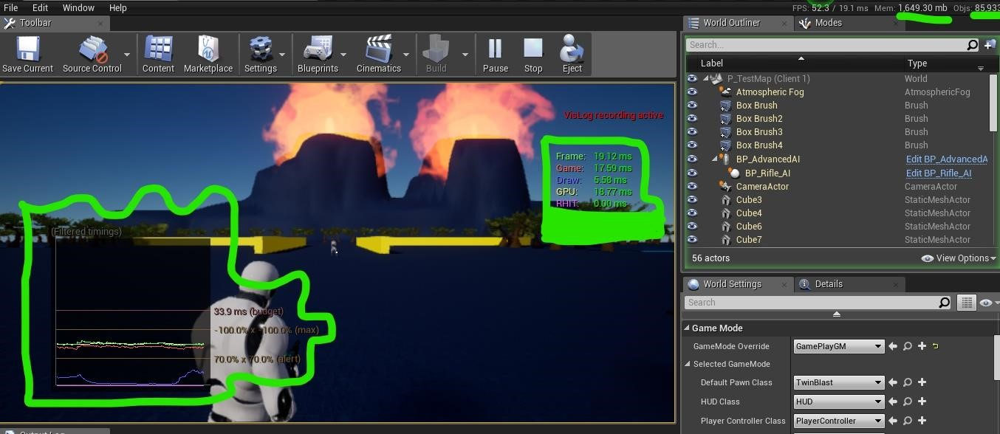 File Edit Window Help
FPS: 52.3 / 19.1 ms Mem: 1,649.30 mb Objs: 85,933
Toolbar
World Outliner Modes
Save Current Source Control Content Marketplace Settings Blueprints Cinematics Build Pause Stop Eject
Search...
Label Type
P_TestMap (Client 1) World
Atmospheric Fog AtmosphericFog
Box Brush Brush
Box Brush2 Brush
Box Brush3 Brush
Box Brush4 Brush
BP_AdvancedAI Edit BP_AdvancedA
BP_Rifle_AI Edit BP_Rifle_AI
CameraActor CameraActor
Cube3 StaticMeshActor
Cube4 StaticMeshActor
Cube6 StaticMeshActor
Cube7 StaticMeshActor
56 actors View Options
VisLog recording active
Frame: 19.12 ms
Game: 17.59 ms
Draw: 5.58 ms
GPU: 18.77 ms
RHIT: 0.00 ms
(Filtered timings)
33.9 ms (budget)
-100.0% x -100.0% (max)
70.0% x 70.0% (alert)
World Settings Details
Search
Game Mode
GameMode Override GamePlayGM
Selected GameMode
Default Pawn Class TwinBlast
HUD Class HUD
Player Controller Class PlayerController